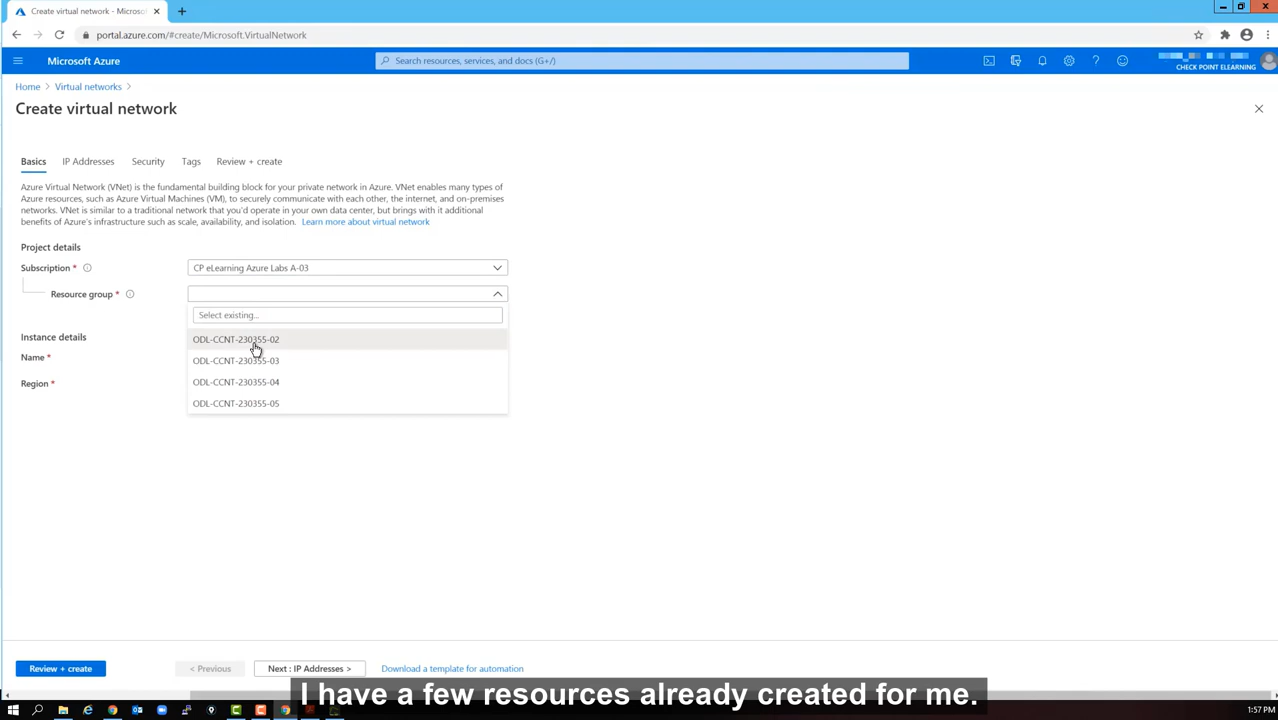 Create virtual network - Microso
portal.azure.com/#create/Microsoft.VirtualNetwork
Microsoft Azure
Search resources, services, and docs (G+/)
CHECK POINT ELEARNING
Home > Virtual networks >
Create virtual network
Basics IP Addresses Security Tags Review + create
Azure Virtual Network (VNet) is the fundamental building block for your private network in Azure. VNet enables many types of
Azure resources, such as Azure Virtual Machines (VM), to securely communicate with each other, the internet, and on-premises
networks. VNet is similar to a traditional network that you'd operate in your own data center, but brings with it additional
benefits of Azure's infrastructure such as scale, availability, and isolation. Learn more about virtual network
Project details
Subscription * CP eLearning Azure Labs A-03
Resource group *
Select existing...
ODL-CCNT-230355-02
ODL-CCNT-230355-03
ODL-CCNT-230355-04
ODL-CCNT-230355-05
Instance details
Name *
Region *
Review + create < Previous Next : IP Addresses > Download a template for automation
I have a few resources already created for me.
1:57 PM